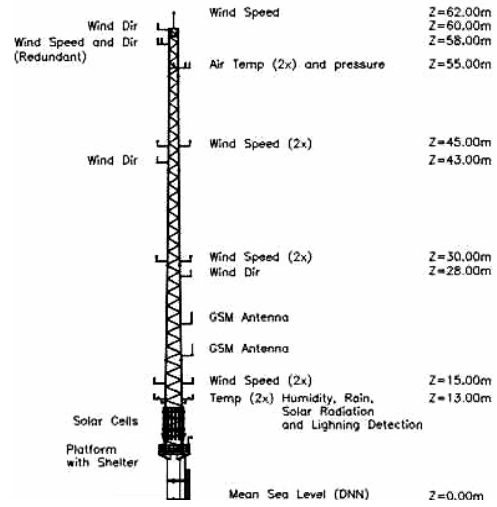 Wind Speed Z=62.00m
Wind Dir Z=60.00m
Wind Speed and Dir Z=58.00m
(Redundant)
Air Temp (2x) and pressure Z=55.00m
Wind Speed (2x) Z=45.00m
Wind Dir Z=43.00m
Wind Speed (2x) Z=30.00m
Wind Dir Z=28.00m
GSM Antenna
GSM Antenna
Wind Speed (2x) Z=15.00m
Temp (2x) Humidity, Rain, Z=13.00m
Solar Radiation
and Lighning Detection
Solar Cells
Platform
with Shelter
Mean Sea Level (DNN) Z=0.00m